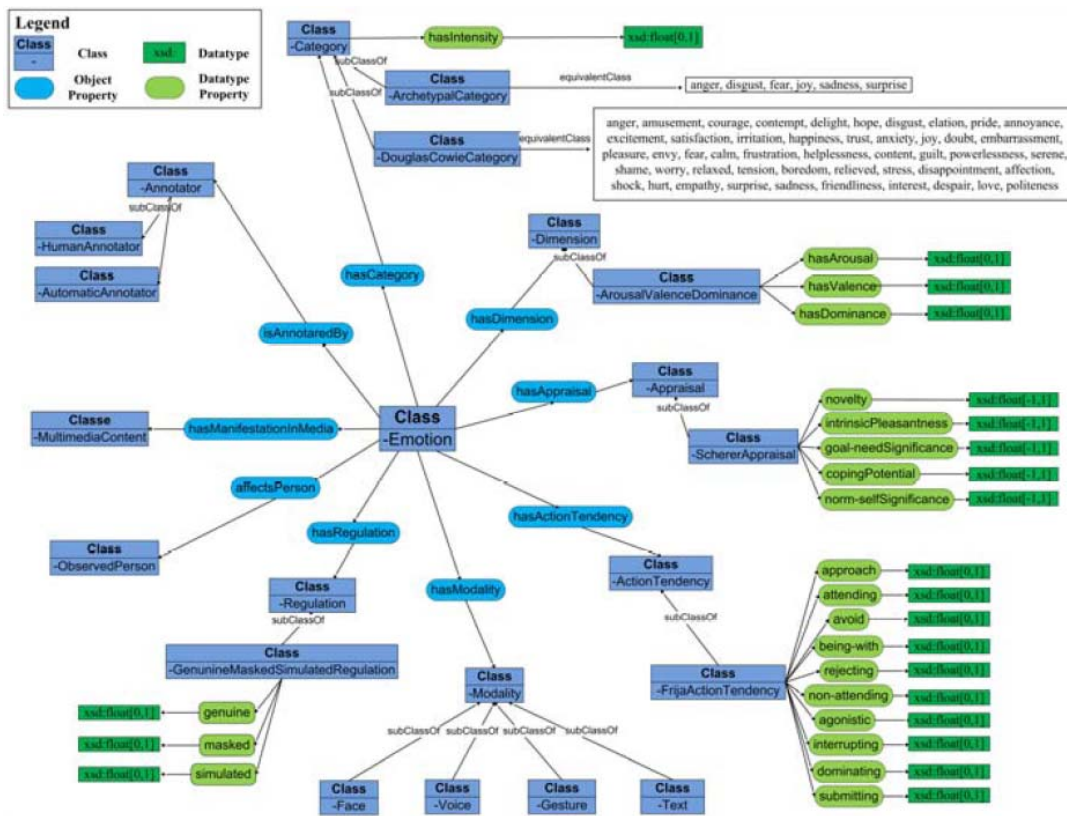 Legend
Class
-
Class
xsd:
Datatype
Object
Property
Datatype
Property
Class
-Category
hasIntensity
xsd:float[0,1]
subClassOf
subClassOf
Class
-ArchetypalCategory
equivalentClass
anger, disgust, fear, joy, sadness, surprise
Class
-DouglasCowieCategory
equivalentClass
anger, amusement, courage, contempt, delight, hope, disgust, elation, pride, annoyance,
excitement, satisfaction, irritation, happiness, trust, anxiety, joy, doubt, embarrassment,
pleasure, envy, fear, calm, frustration, helplessness, content, guilt, powerlessness, serene,
shame, worry, relaxed, tension, boredom, relieved, stress, disappointment, affection,
shock, hurt, empathy, surprise, sadness, friendliness, interest, despair, love, politeness
Class
-Annotator
subClassOf
Class
-HumanAnnotator
Class
-AutomaticAnnotator
isAnnotaredBy
hasCategory
hasDimension
Class
-Dimension
subClassOf
Class
-ArousalValenceDominance
hasArousal
xsd:float[0,1]
hasValence
xsd:float[0,1]
hasDominance
xsd:float[0,1]
hasAppraisal
Class
-Appraisal
subClassOf
Class
-SchererAppraisal
novelty
xsd:float[-1,1]
intrinsicPleasantness
xsd:float[-1,1]
goal-needSignificance
xsd:float[-1,1]
copingPotential
xsd:float[-1,1]
norm-selfSignificance
xsd:float[-1,1]
Class
-Emotion
Classe
-MultimediaContent
hasManifestationInMedia
affectsPerson
Class
-ObservedPerson
hasRegulation
Class
-Regulation
subClassOf
Class
-GenunineMaskedSimulatedRegulation
xsd:float[0,1]
genuine
xsd:float[0,1]
masked
xsd:float[0,1]
simulated
hasModality
Class
-Modality
subClassOf
subClassOf
subClassOf
subClassOf
Class
-Face
Class
-Voice
Class
-Gesture
Class
-Text
hasActionTendency
Class
-ActionTendency
subClassOf
Class
-FrijaActionTendency
approach
xsd:float[0,1]
attending
xsd:float[0,1]
avoid
xsd:float[0,1]
being-with
xsd:float[0,1]
rejecting
xsd:float[0,1]
non-attending
xsd:float[0,1]
agonistic
xsd:float[0,1]
interrupting
xsd:float[0,1]
dominating
xsd:float[0,1]
submitting
xsd:float[0,1]